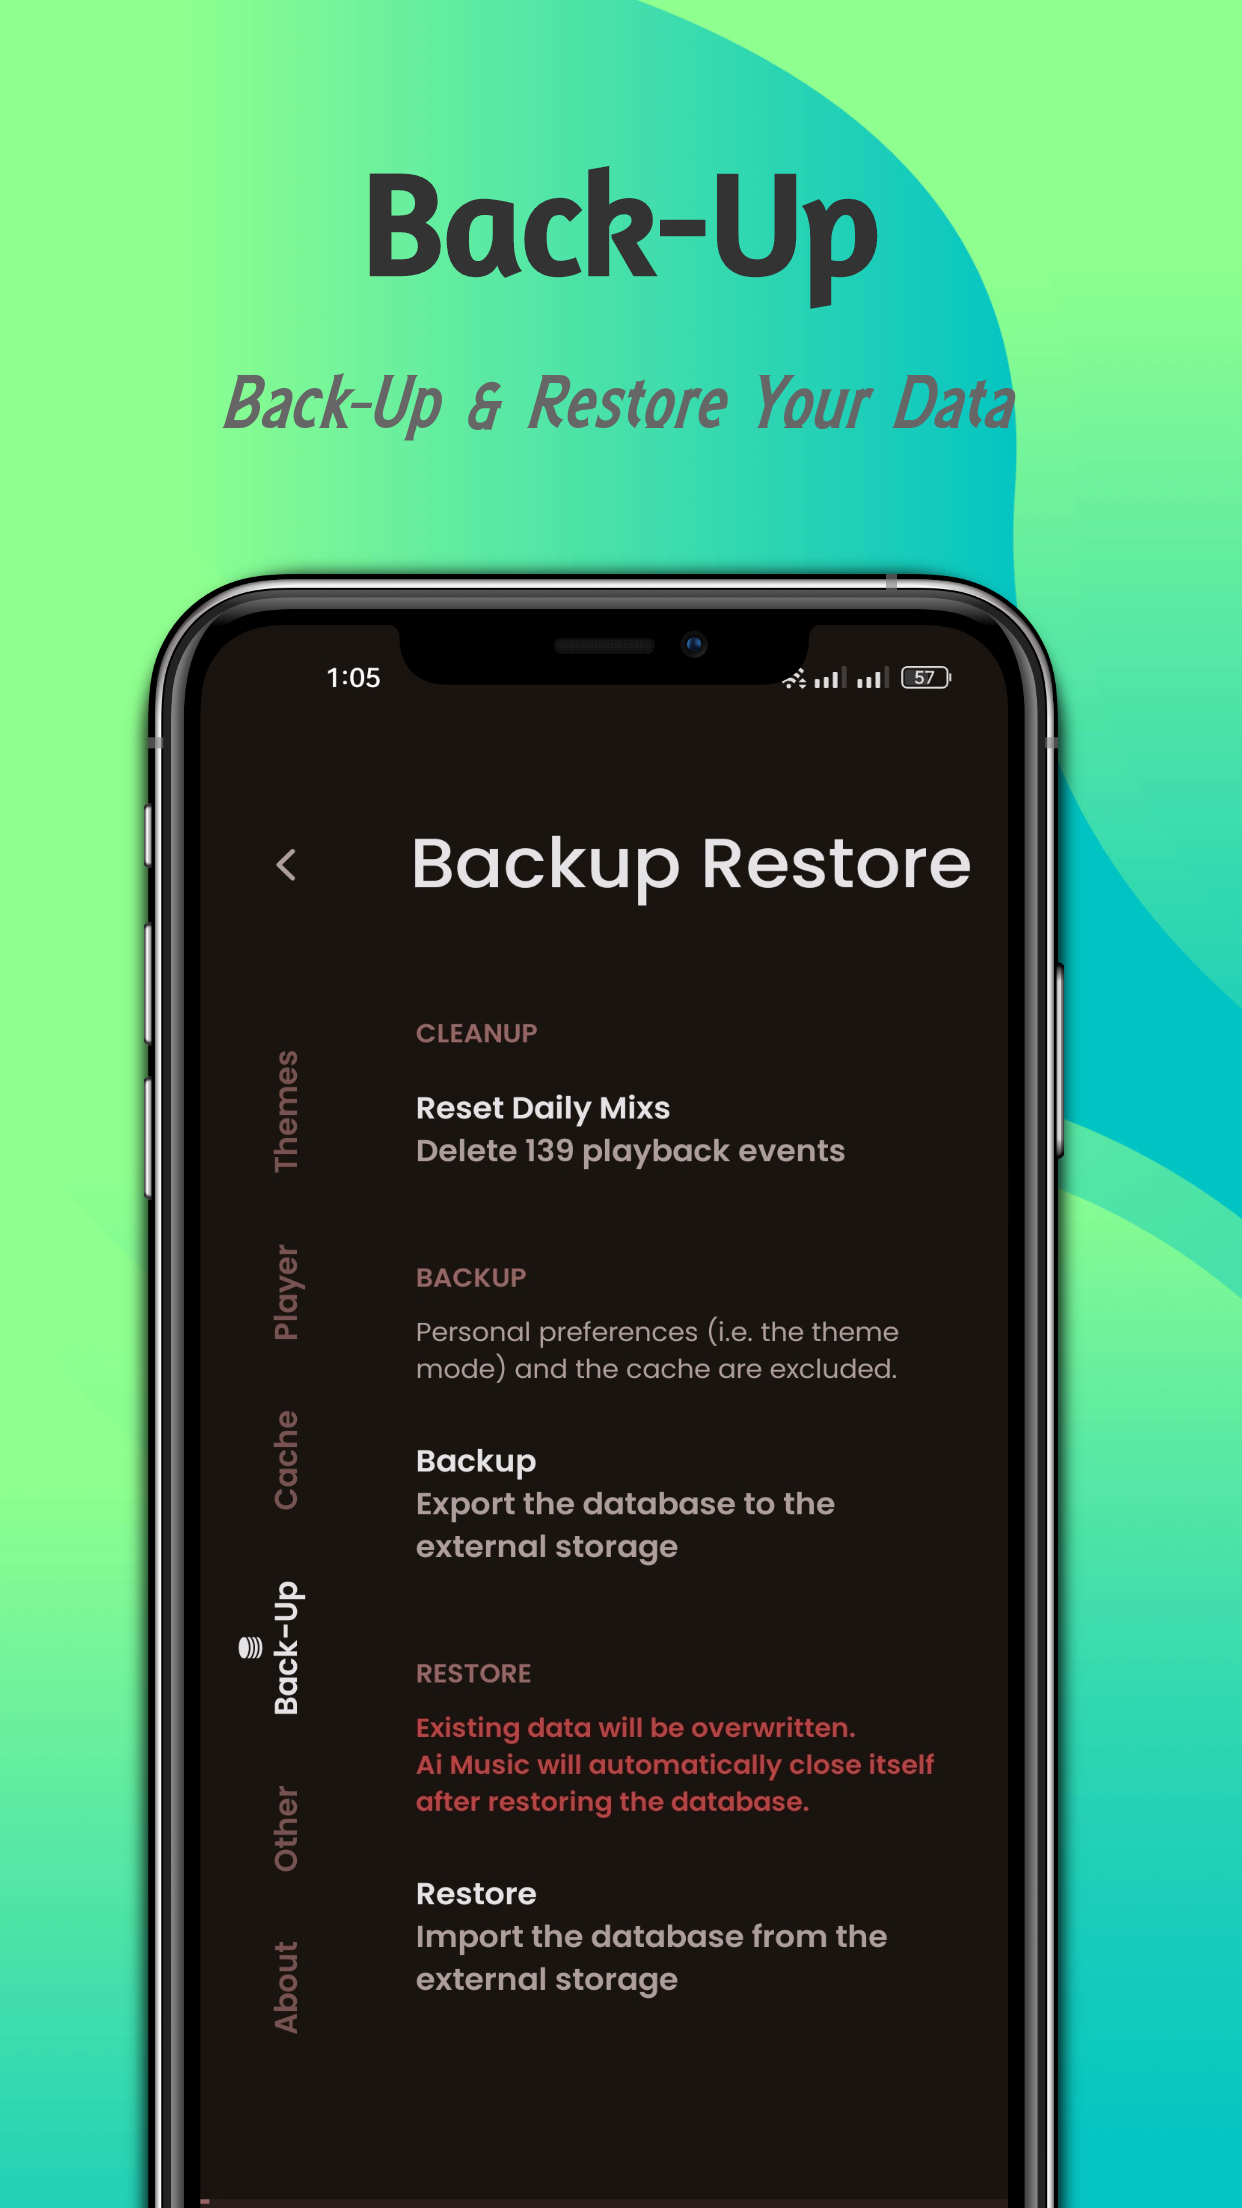 Back-Up
Back-Up & Restore Your Data
1:05
57
Backup Restore
Themes
Player
Cache
Back-Up
Other
About
CLEANUP
Reset Daily Mixs
Delete 139 playback events
BACKUP
Personal preferences (i.e. the theme
mode) and the cache are excluded.
Backup
Export the database to the
external storage
RESTORE
Existing data will be overwritten.
Ai Music will automatically close itself
after restoring the database.
Restore
Import the database from the
external storage